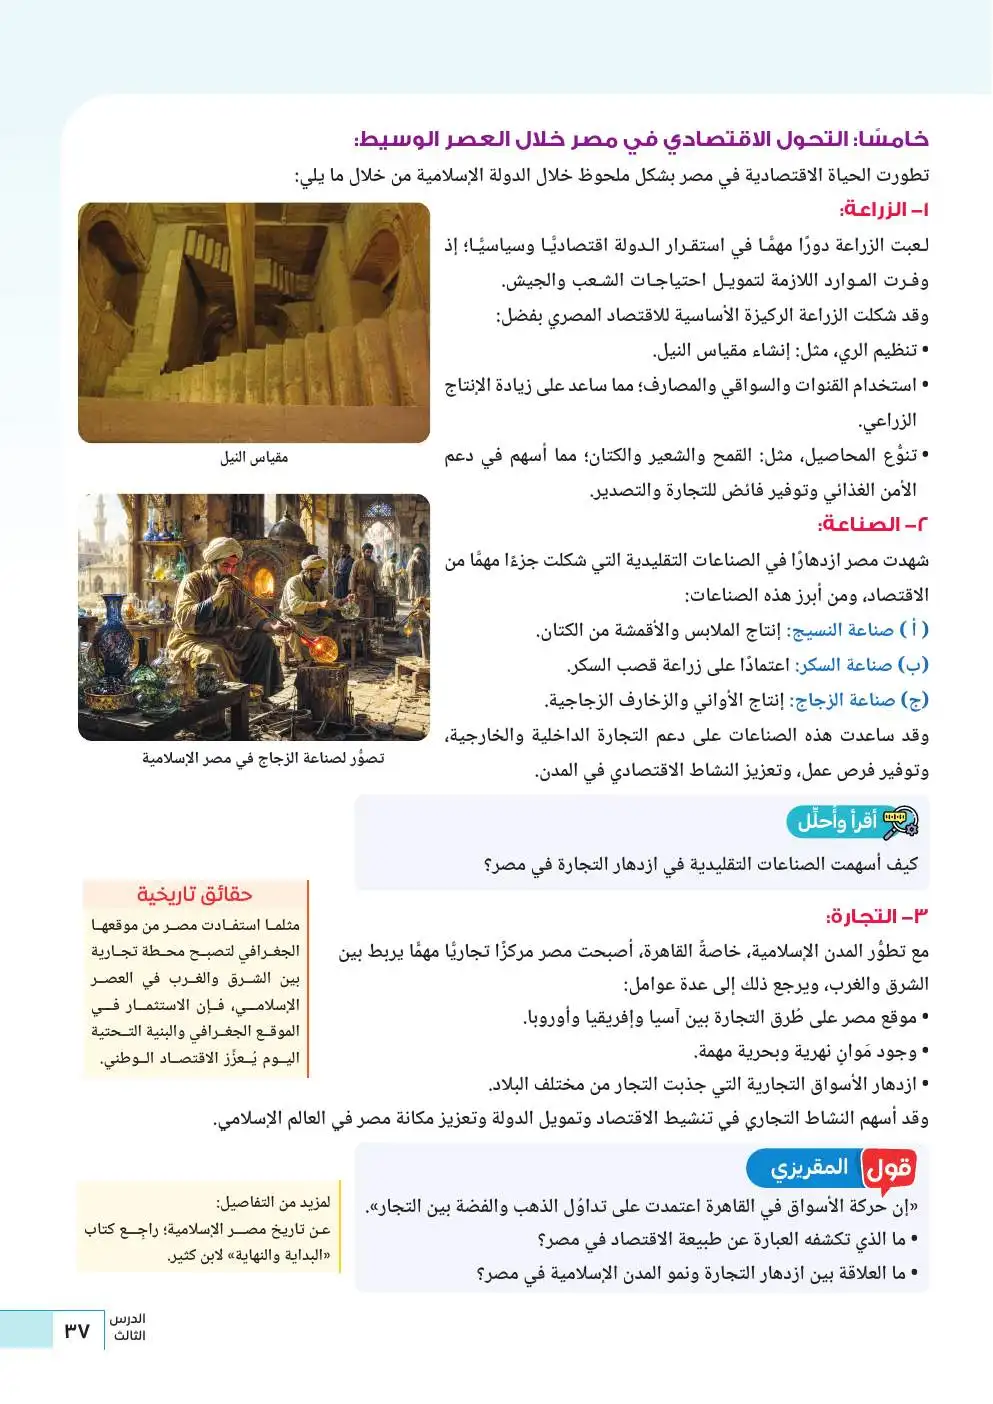 خامسًا: التحول الاقتصادي في مصر خلال العصر الوسيط:
تطورت الحياة الاقتصادية في مصر بشكل ملحوظ خلال الدولة الإسلامية من خلال ما يلي:
١- الزراعة:
لعبت الزراعة دورًا مهمًّا في استقرار الدولة اقتصاديًّا وسياسيًّا؛ إذ
وفرت الموارد اللازمة لتمويل احتياجات الشعب والجيش.
وقد شكلت الزراعة الركيزة الأساسية للاقتصاد المصري بفضل:
• تنظيم الري، مثل: إنشاء مقياس النيل.
• استخدام القنوات والسواقي والمصارف؛ مما ساعد على زيادة الإنتاج
الزراعي.
• تنوُّع المحاصيل، مثل: القمح والشعير والكتان؛ مما أسهم في دعم
الأمن الغذائي وتوفير فائض للتجارة والتصدير.
مقياس النيل
٢- الصناعة:
شهدت مصر ازدهارًا في الصناعات التقليدية التي شكلت جزءًا مهمًّا من
الاقتصاد، ومن أبرز هذه الصناعات:
( أ ) صناعة النسيج: إنتاج الملابس والأقمشة من الكتان.
(ب) صناعة السكر: اعتمادًا على زراعة قصب السكر.
(ج) صناعة الزجاج: إنتاج الأواني والزخارف الزجاجية.
وقد ساعدت هذه الصناعات على دعم التجارة الداخلية والخارجية،
وتوفير فرص عمل، وتعزيز النشاط الاقتصادي في المدن.
تصوُّر لصناعة الزجاج في مصر الإسلامية
أقرأ وأحلِّل
كيف أسهمت الصناعات التقليدية في ازدهار التجارة في مصر؟
٣- التجارة:
مع تطوُّر المدن الإسلامية، خاصةً القاهرة، أصبحت مصر مركزًا تجاريًّا مهمًّا يربط بين
الشرق والغرب، ويرجع ذلك إلى عدة عوامل:
• موقع مصر على طُرق التجارة بين آسيا وإفريقيا وأوروبا.
• وجود مَوانٍ نهرية وبحرية مهمة.
• ازدهار الأسواق التجارية التي جذبت التجار من مختلف البلاد.
وقد أسهم النشاط التجاري في تنشيط الاقتصاد وتمويل الدولة وتعزيز مكانة مصر في العالم الإسلامي.
حقائق تاريخية
مثلما استفادت مصر من موقعها
الجغرافي لتصبح محطة تجارية
بين الشرق والغرب في العصر
الإسلامي، فإن الاستثمار في
الموقع الجغرافي والبنية التحتية
اليوم يُعزَّز الاقتصاد الوطني.
قول المقريزي
«إن حركة الأسواق في القاهرة اعتمدت على تداوُل الذهب والفضة بين التجار».
• ما الذي تكشفه العبارة عن طبيعة الاقتصاد في مصر؟
• ما العلاقة بين ازدهار التجارة ونمو المدن الإسلامية في مصر؟
لمزيد من التفاصيل:
عن تاريخ مصر الإسلامية؛ راجِع كتاب
«البداية والنهاية» لابن كثير.
الدرس
الثالث
٣٧